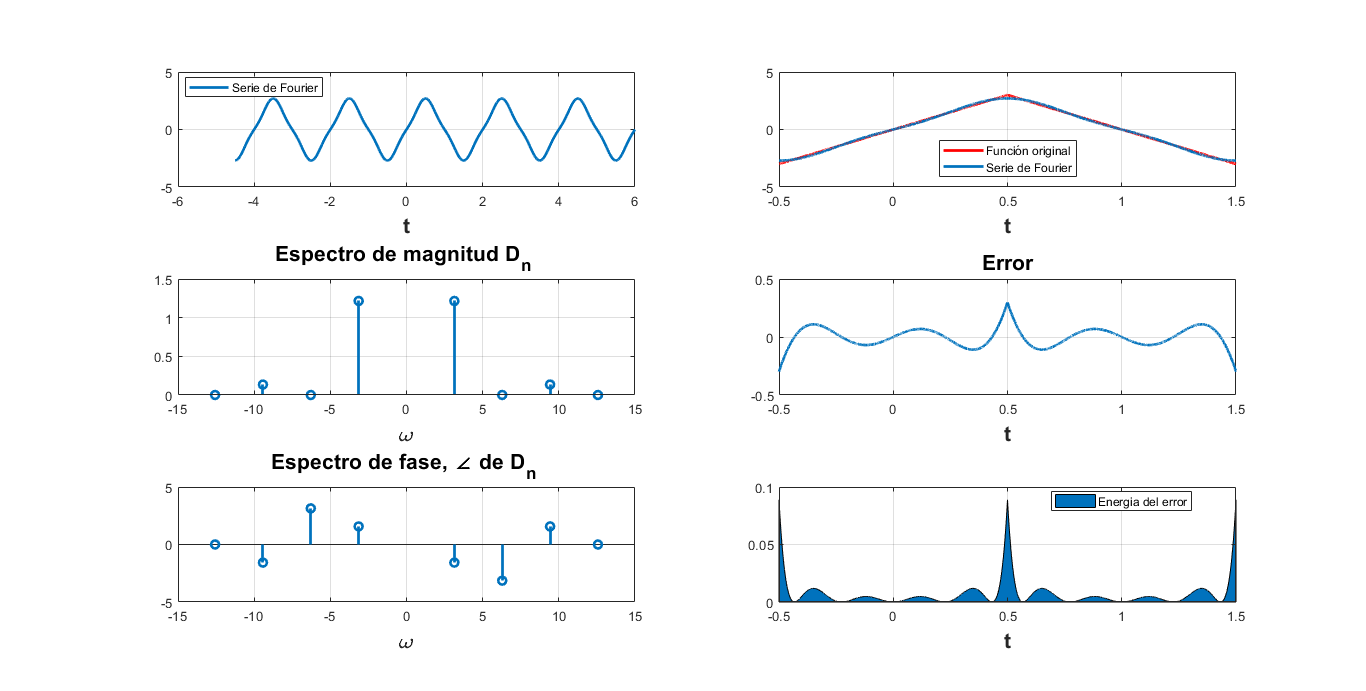 5
0
-5
Serie de Fourier
-6 -4 -2 0 2 4 6
t
5
0
-5
Función original
Serie de Fourier
-0.5 0 0.5 1 1.5
t
Espectro de magnitud Dn
1.5
1
0.5
0
-15 -10 -5 0 5 10 15
ω
Error
0.5
0
-0.5
-0.5 0 0.5 1 1.5
t
Espectro de fase, ∠ de Dn
5
0
-5
-15 -10 -5 0 5 10 15
ω
0.1
0.05
0
Energia del error
-0.5 0 0.5 1 1.5
t